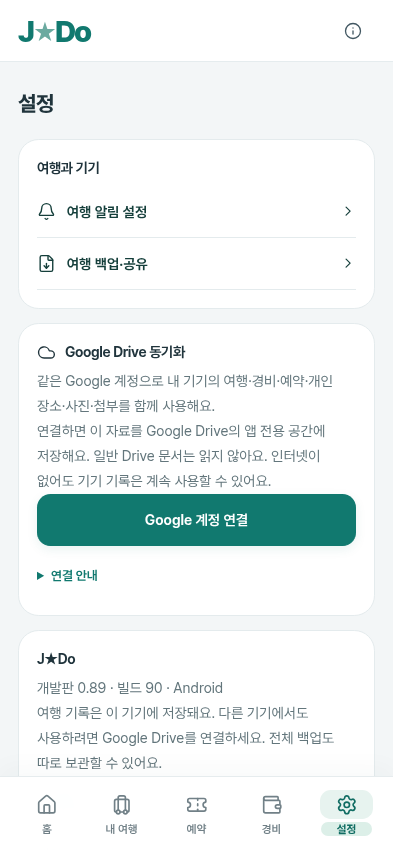 J★Do
설정
여행과 기기
여행 알림 설정
여행 백업·공유
Google Drive 동기화
같은 Google 계정으로 내 기기의 여행·경비·예약·개인
장소·사진·첨부를 함께 사용해요.
연결하면 이 자료를 Google Drive의 앱 전용 공간에
저장해요. 일반 Drive 문서는 읽지 않아요. 인터넷이
없어도 기기 기록은 계속 사용할 수 있어요.
Google 계정 연결
▶ 연결 안내
J★Do
개발판 0.89 · 빌드 90 · Android
여행 기록은 이 기기에 저장돼요. 다른 기기에서도
사용하려면 Google Drive를 연결하세요. 전체 백업도
따로 보관할 수 있어요.
홈
내 여행
예약
경비
설정